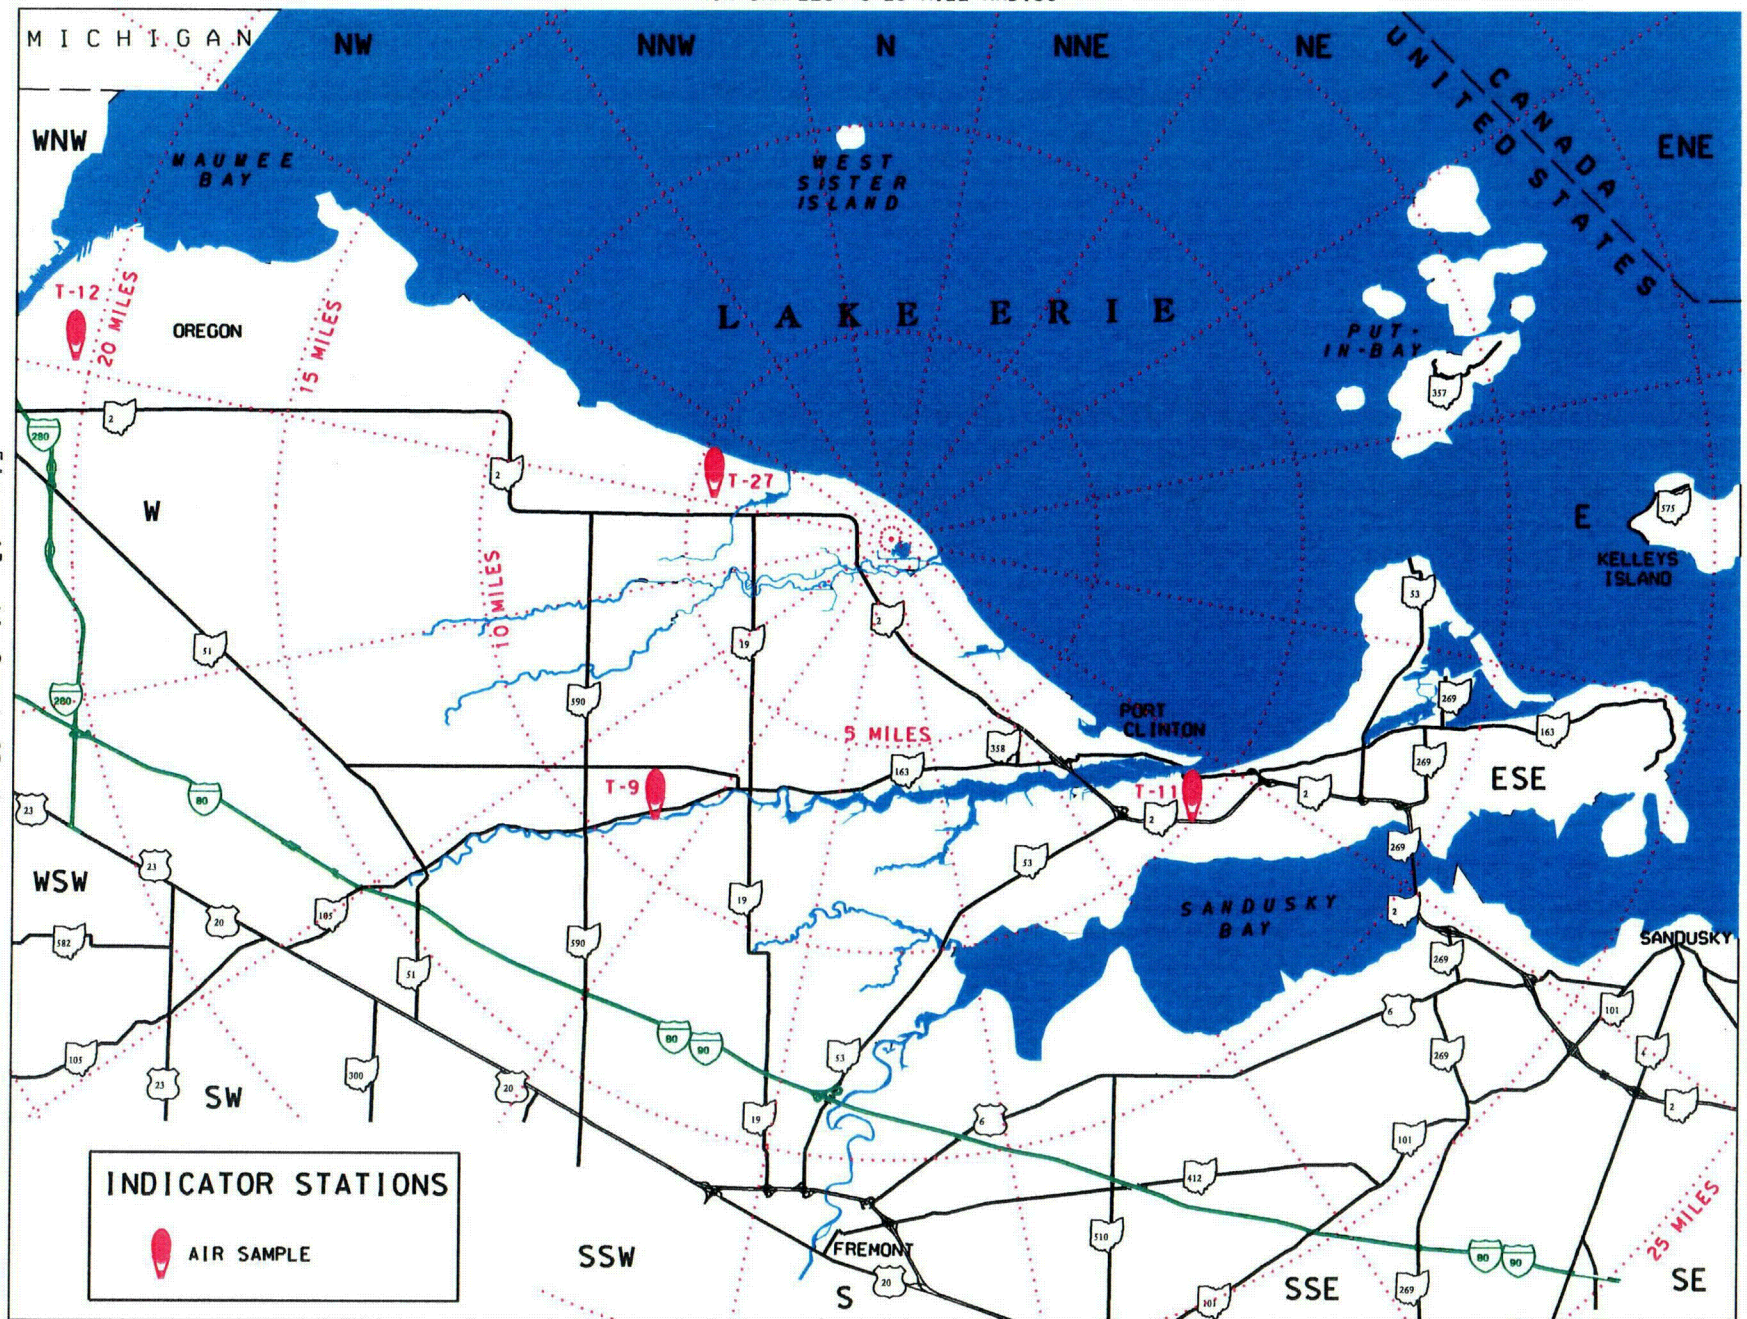 MICHIGAN
NW
NNW
N
NNE
NE
UNITED STATES
CANADA
WNW
MAUMEE
BAY
WEST
SISTER
ISLAND
ENE
T-12
20 MILES
OREGON
15 MILES
LAKE ERIE
PUT-
IN-BAY
357
2
280
2
T-27
W
E
575
KELLEYS
ISLAND
10 MILES
53
2
51
19
280
590
269
PORT
CLINTON
5 MILES
358
163
163
269
ESE
T-9
T-11
80
23
2
2
53
269
23
WSW
19
105
20
582
590
51
SANDUSKY
BAY
2
SANDUSKY
269
6
101
80
90
53
269
4
105
23
300
20
SW
19
6
2
101
INDICATOR STATIONS
AIR SAMPLE
412
25 MILES
510
SSW
FREMONT
20
S
80
90
SSE
269
SE
101